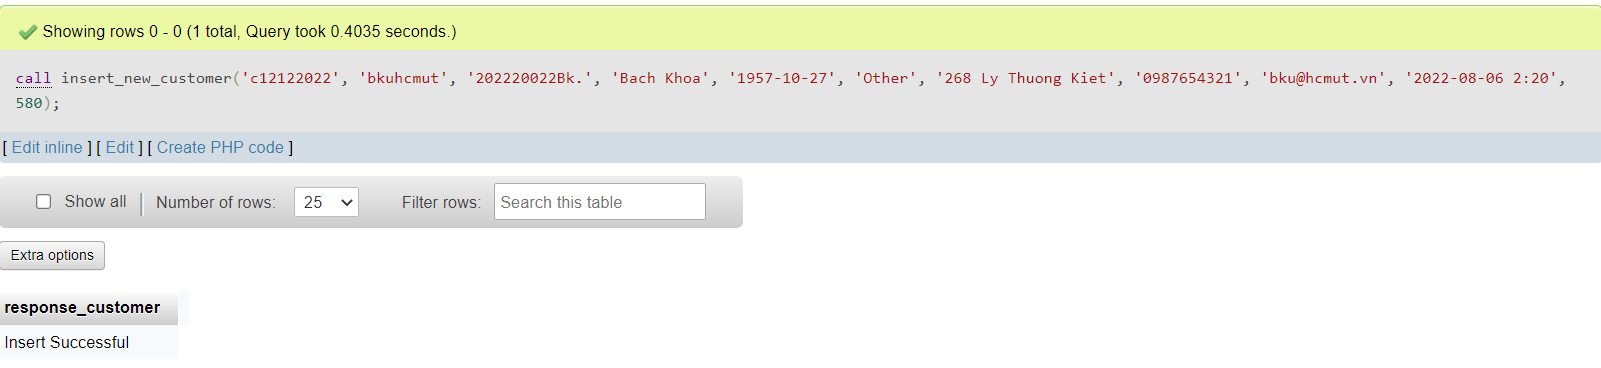 Showing rows 0 - 0 (1 total, Query took 0.4035 seconds.)
call insert_new_customer('c12122022', 'bkuhcmut', '202220022Bk.', 'Bach Khoa', '1957-10-27', 'Other', '268 Ly Thuong Kiet', '0987654321', 'bku@hcmut.vn', '2022-08-06 2:20',
580);
[ Edit inline ] [ Edit ] [ Create PHP code ]
Show all | Number of rows: 25 Filter rows: Search this table
Extra options
response_customer
Insert Successful